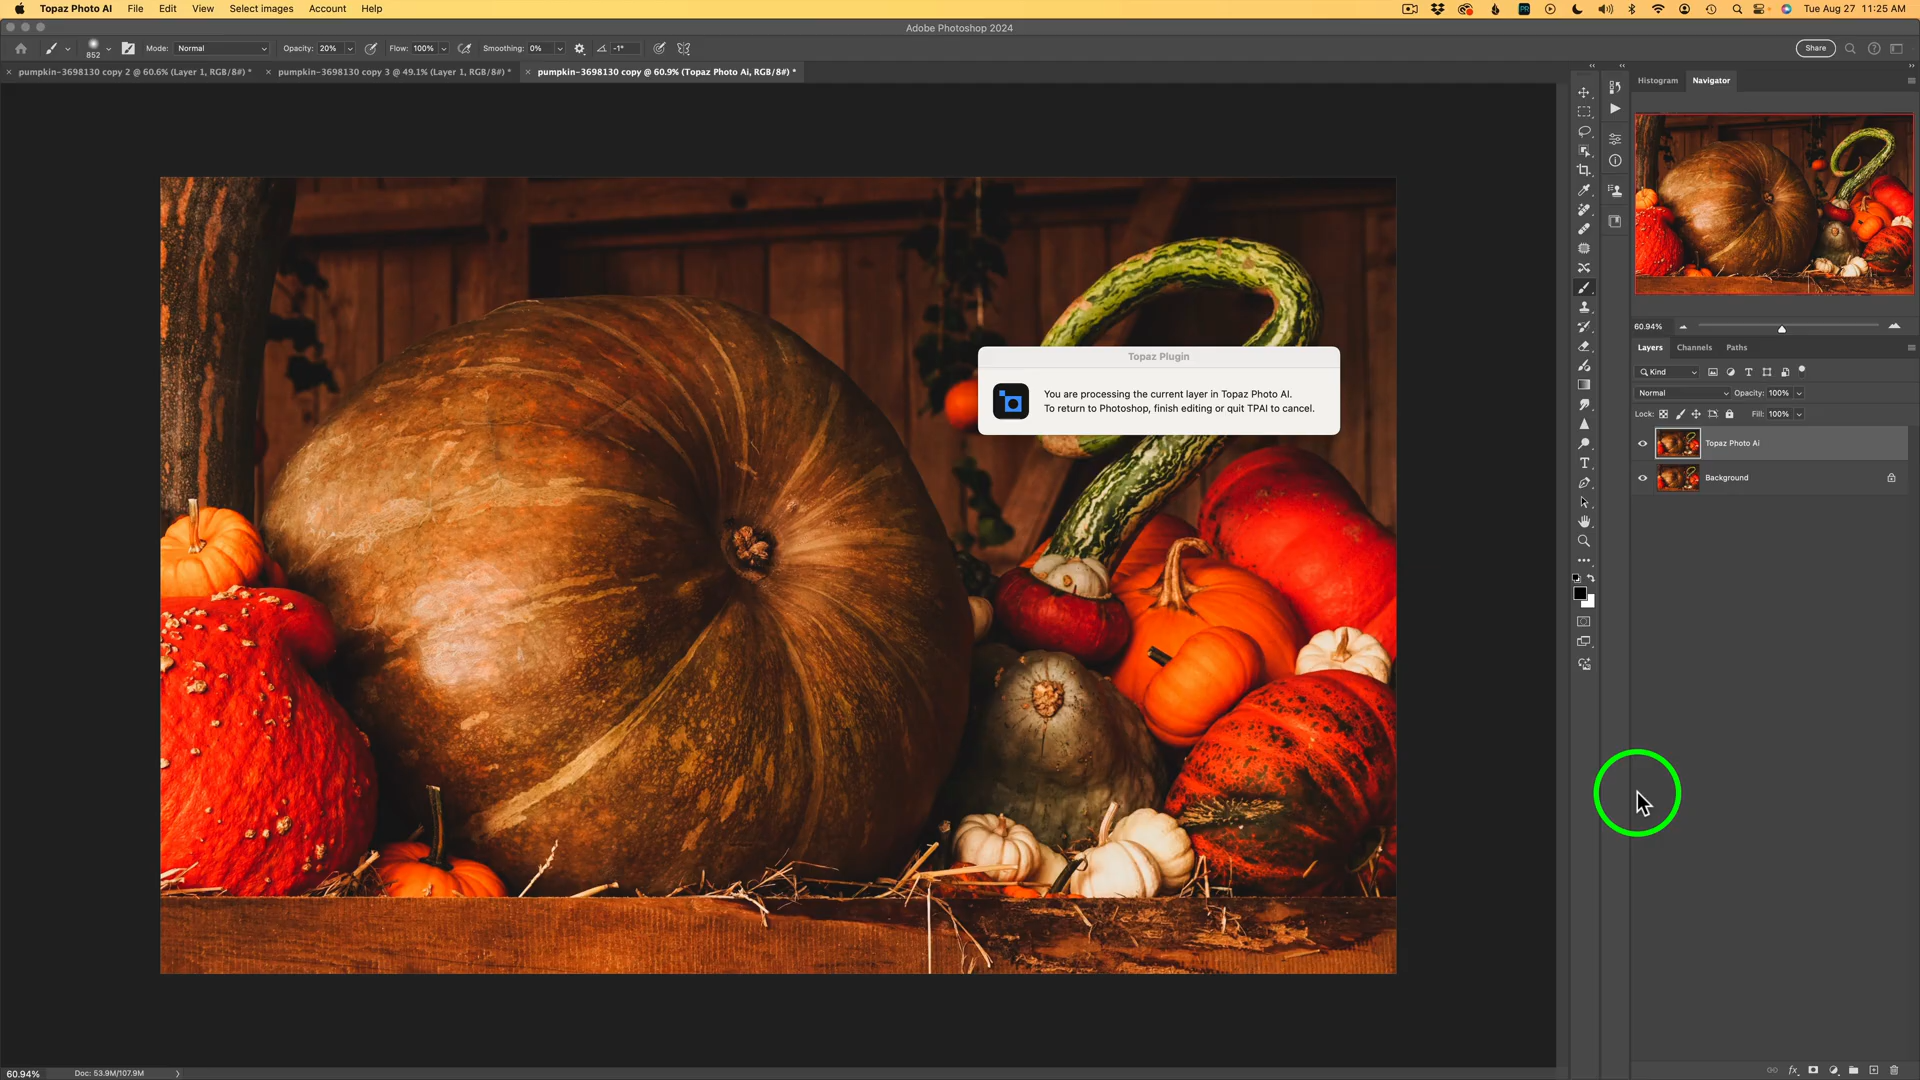 Topaz Photo AI File Edit View Select images Account Help Tue Aug 27 11:25 AM
Adobe Photoshop 2024
852 Mode: Normal Opacity: 20% Flow: 100% Smoothing: 0% -1° Share
pumpkin-3698130 copy 2 @ 60.6% (Layer 1, RGB/8#) * pumpkin-3698130 copy 3 @ 49.1% (Layer 1, RGB/8#) * pumpkin-3698130 copy @ 60.9% (Topaz Photo Ai, RGB/8#) *
Histogram Navigator
60.94%
Layers Channels Paths
Kind
Normal Opacity: 100%
Lock: Fill: 100%
Topaz Photo Ai
Background
Topaz Plugin
You are processing the current layer in Topaz Photo AI.
To return to Photoshop, finish editing or quit TPAI to cancel.
60.94% Doc: 53.9M/107.9M